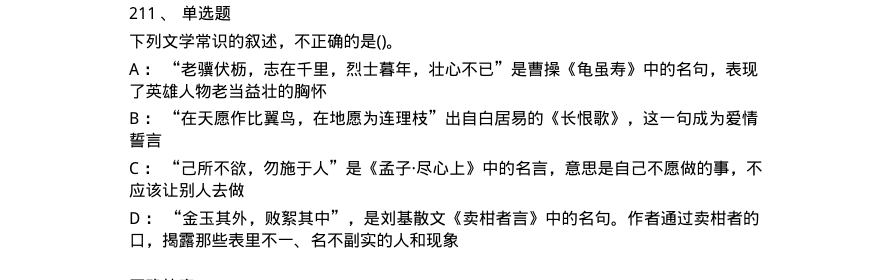 211 、 单选题
下列文学常识的叙述，不正确的是()。
A ： “老骥伏枥，志在千里，烈士暮年，壮心不已”是曹操《龟虽寿》中的名句，表现
了英雄人物老当益壮的胸怀
B ： “在天愿作比翼鸟，在地愿为连理枝”出自白居易的《长恨歌》，这一句成为爱情
誓言
C ： “己所不欲，勿施于人”是《孟子·尽心上》中的名言，意思是自己不愿做的事，不
应该让别人去做
D ： “金玉其外，败絮其中”，是刘基散文《卖柑者言》中的名句。作者通过卖柑者的
口，揭露那些表里不一、名不副实的人和现象